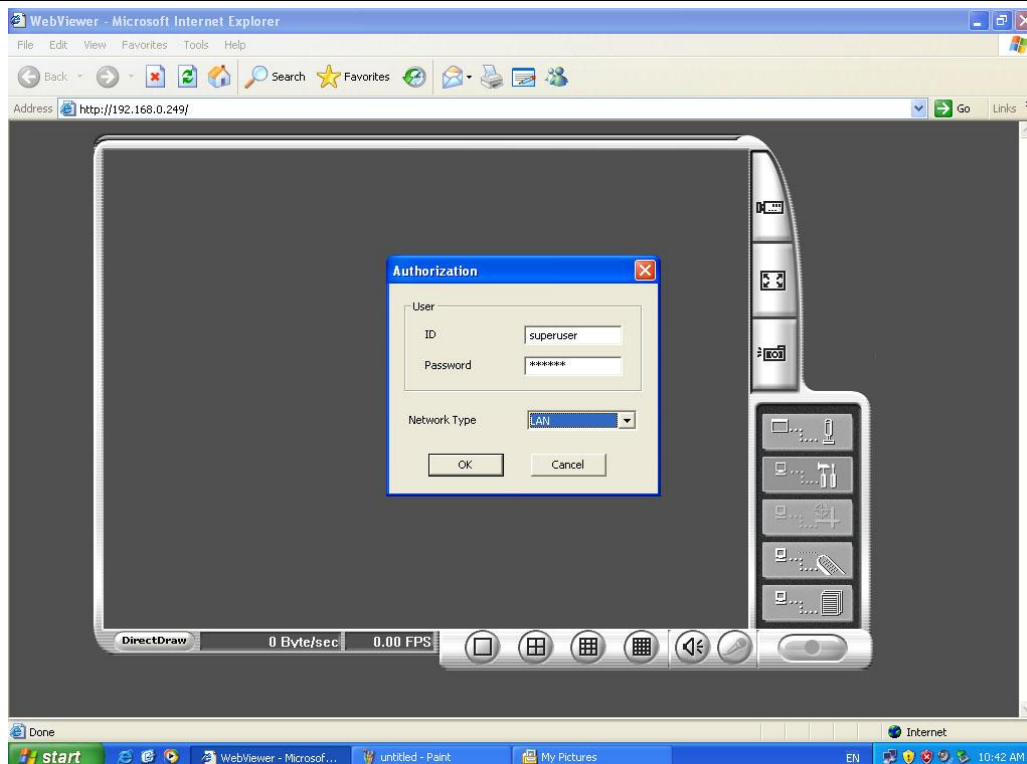 WebViewer - Microsoft Internet Explorer
File Edit View Favorites Tools Help
Back Search Favorites
Address http://192.168.0.249/ Go Links
Authorization
User
ID superuser
Password ******
Network Type LAN
OK Cancel
DirectDraw 0 Byte/sec 0.00 FPS
Done Internet
start WebViewer - Microsof... untitled - Paint My Pictures EN 10:42 AM